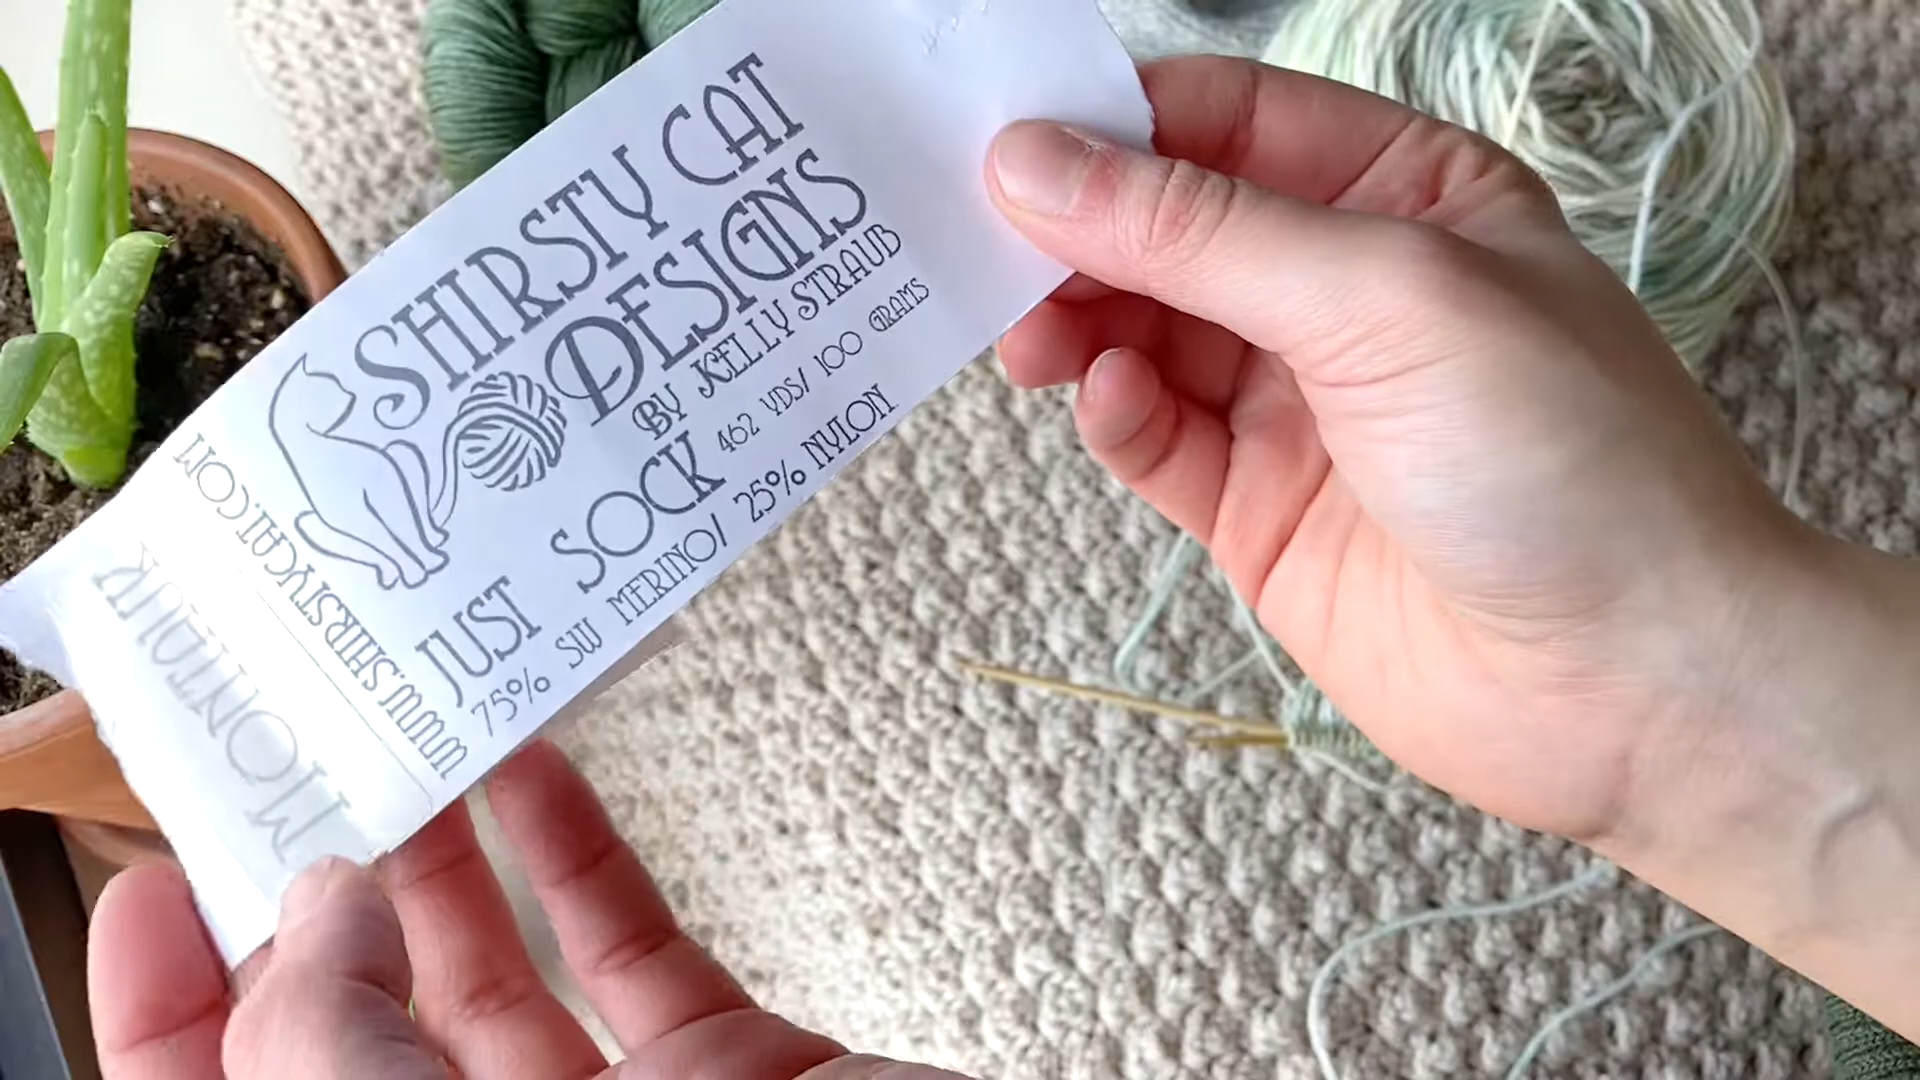 SHIRSTY CAT
DESIGNS
BY KELLY STRAUB
JUST SOCK 462 YDS/ 100 GRAMS
75% SW MERINO/ 25% NYLON
WWW.SHIRSTYCAT.COM
MONTAUK